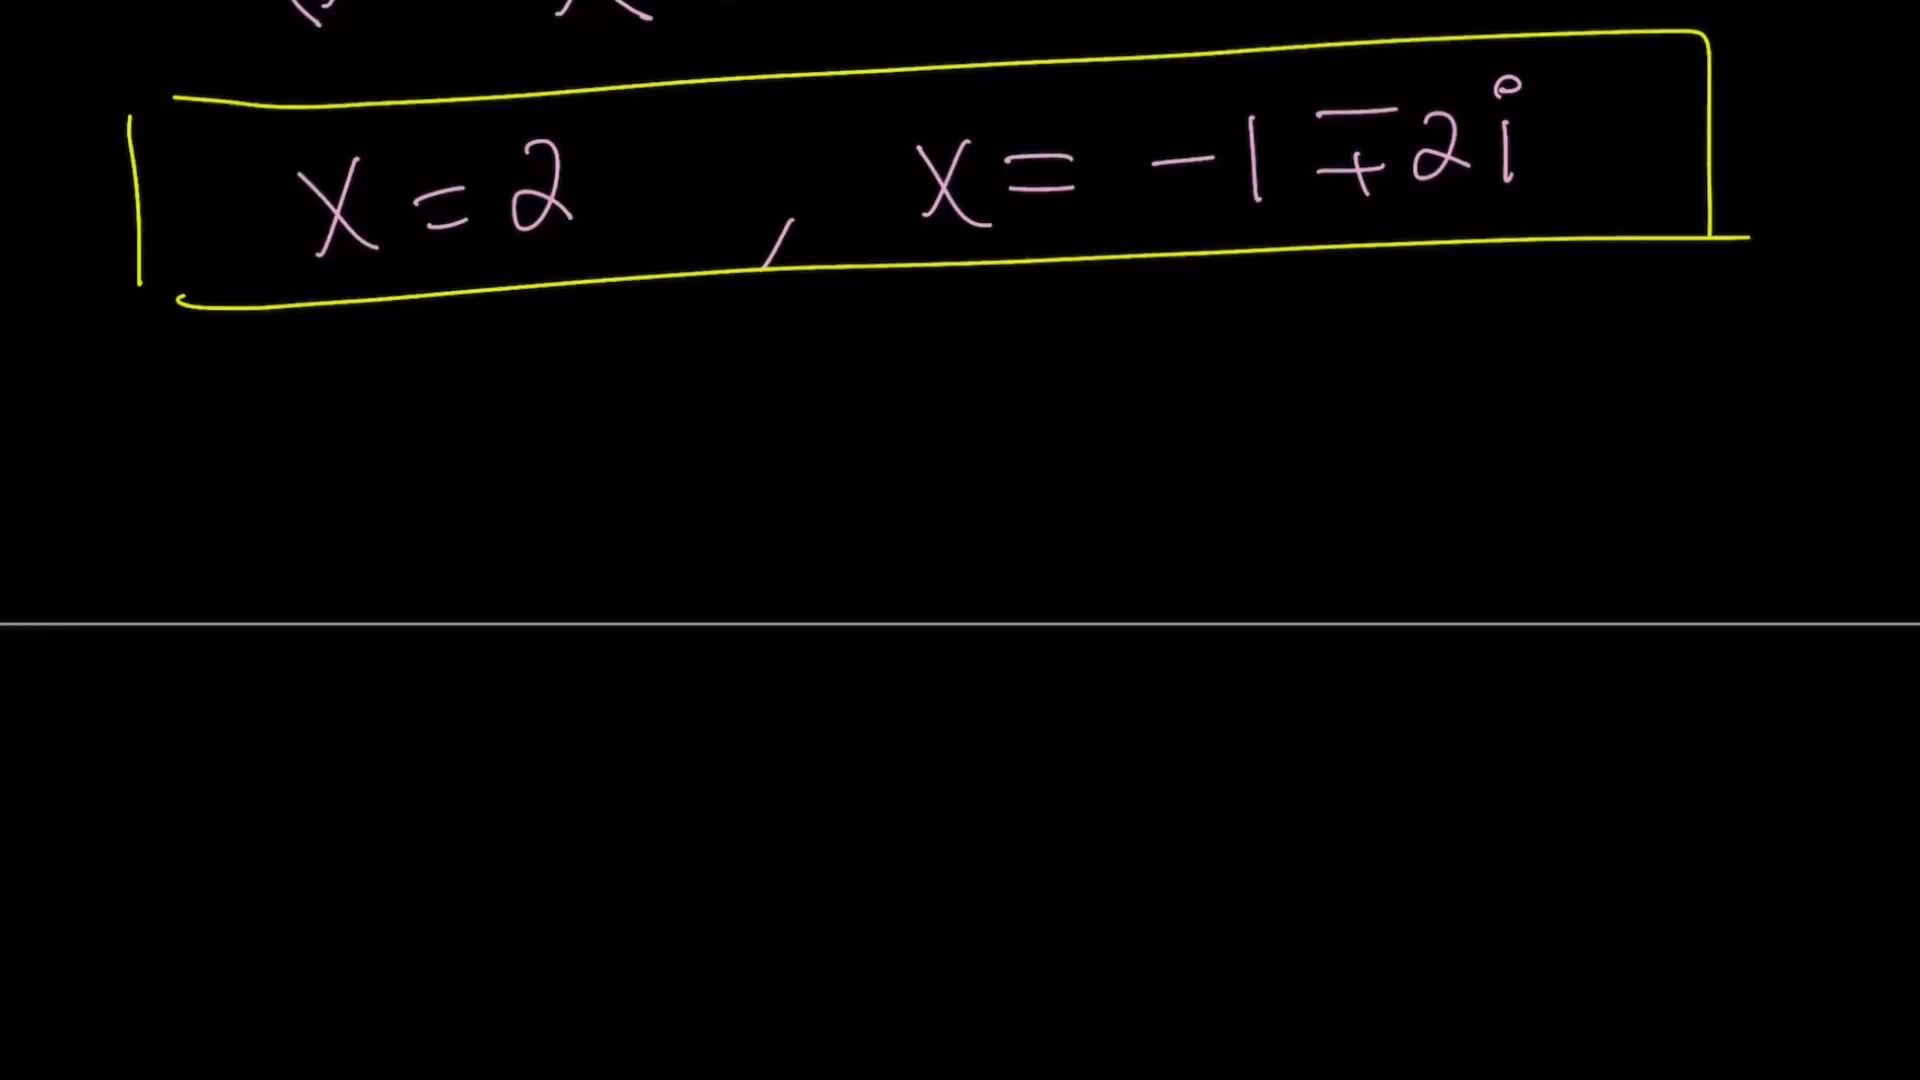 x = 2 , x = -1 ∓ 2i